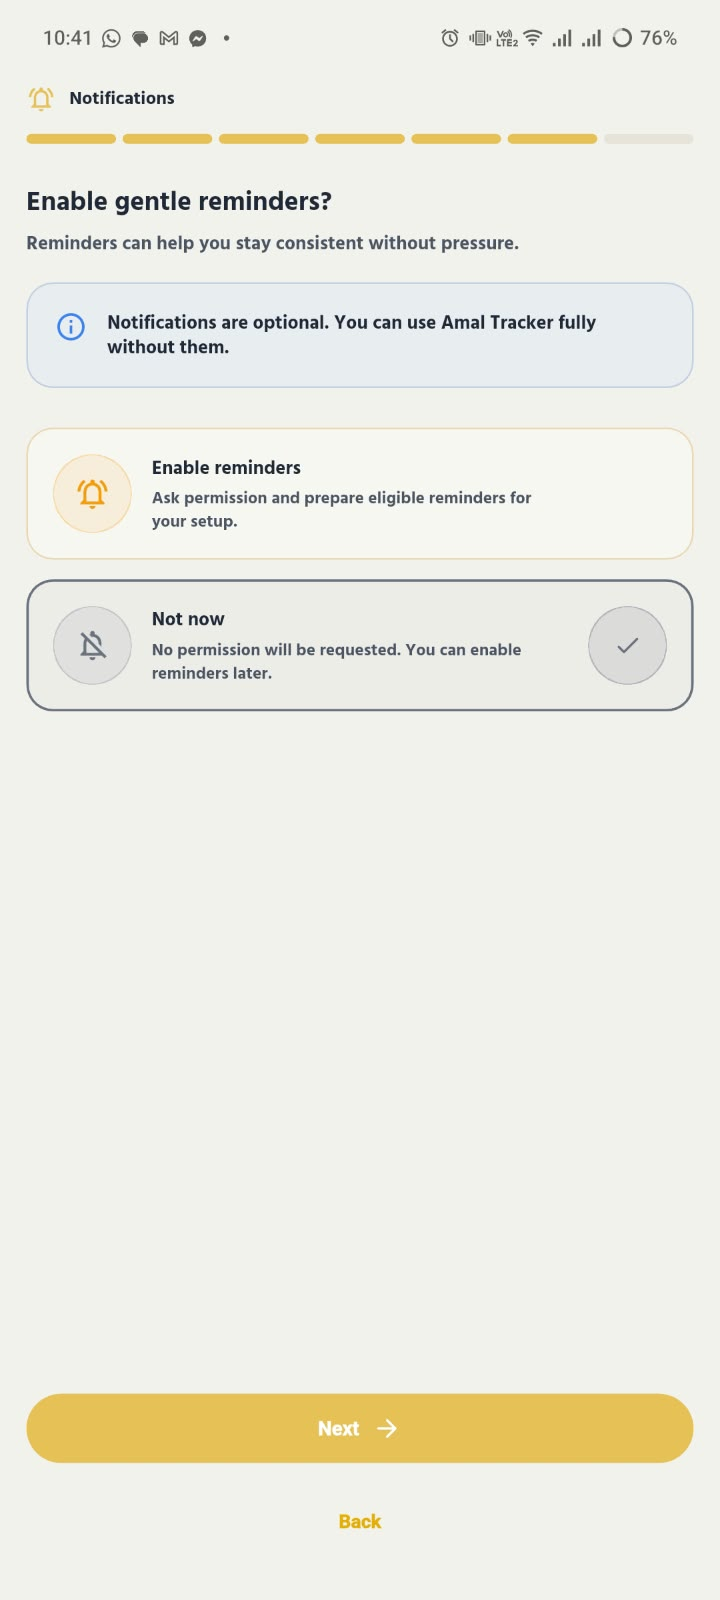 10:41 Vo) LTE2 76%
Notifications
Enable gentle reminders?
Reminders can help you stay consistent without pressure.
Notifications are optional. You can use Amal Tracker fully
without them.
Enable reminders
Ask permission and prepare eligible reminders for
your setup.
Not now
No permission will be requested. You can enable
reminders later.
Next
Back